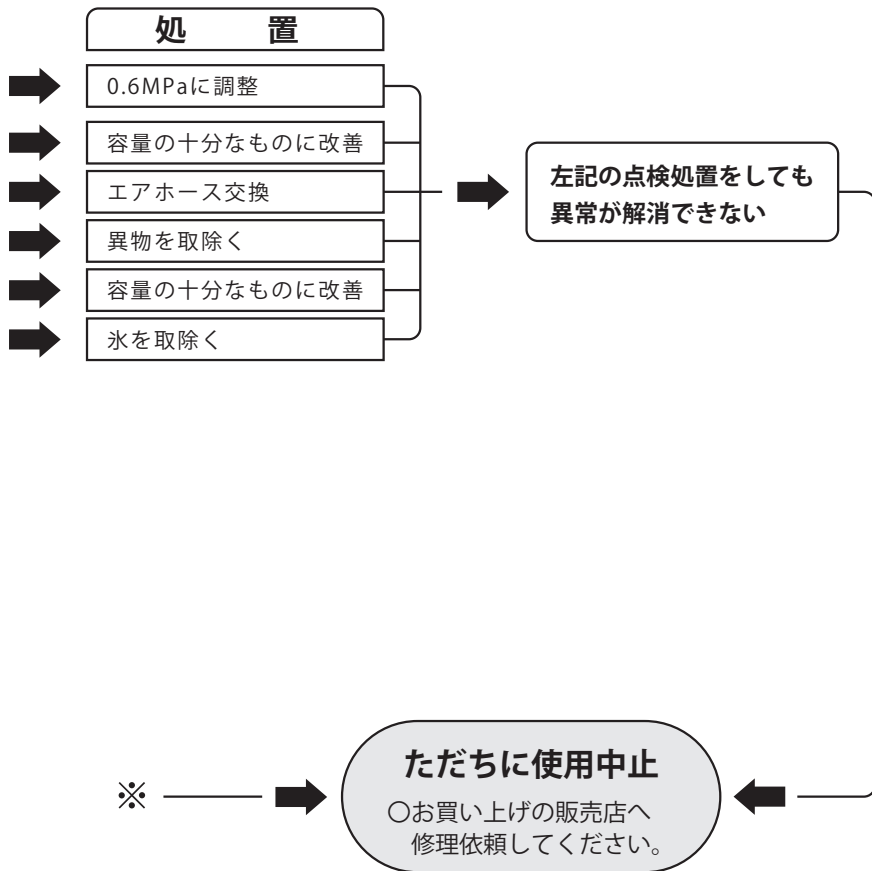 処　置
0.6MPaに調整
容量の十分なものに改善
エアホース交換
異物を取除く
容量の十分なものに改善
氷を取除く
左記の点検処置をしても
異常が解消できない
※
ただちに使用中止
〇お買い上げの販売店へ
修理依頼してください。